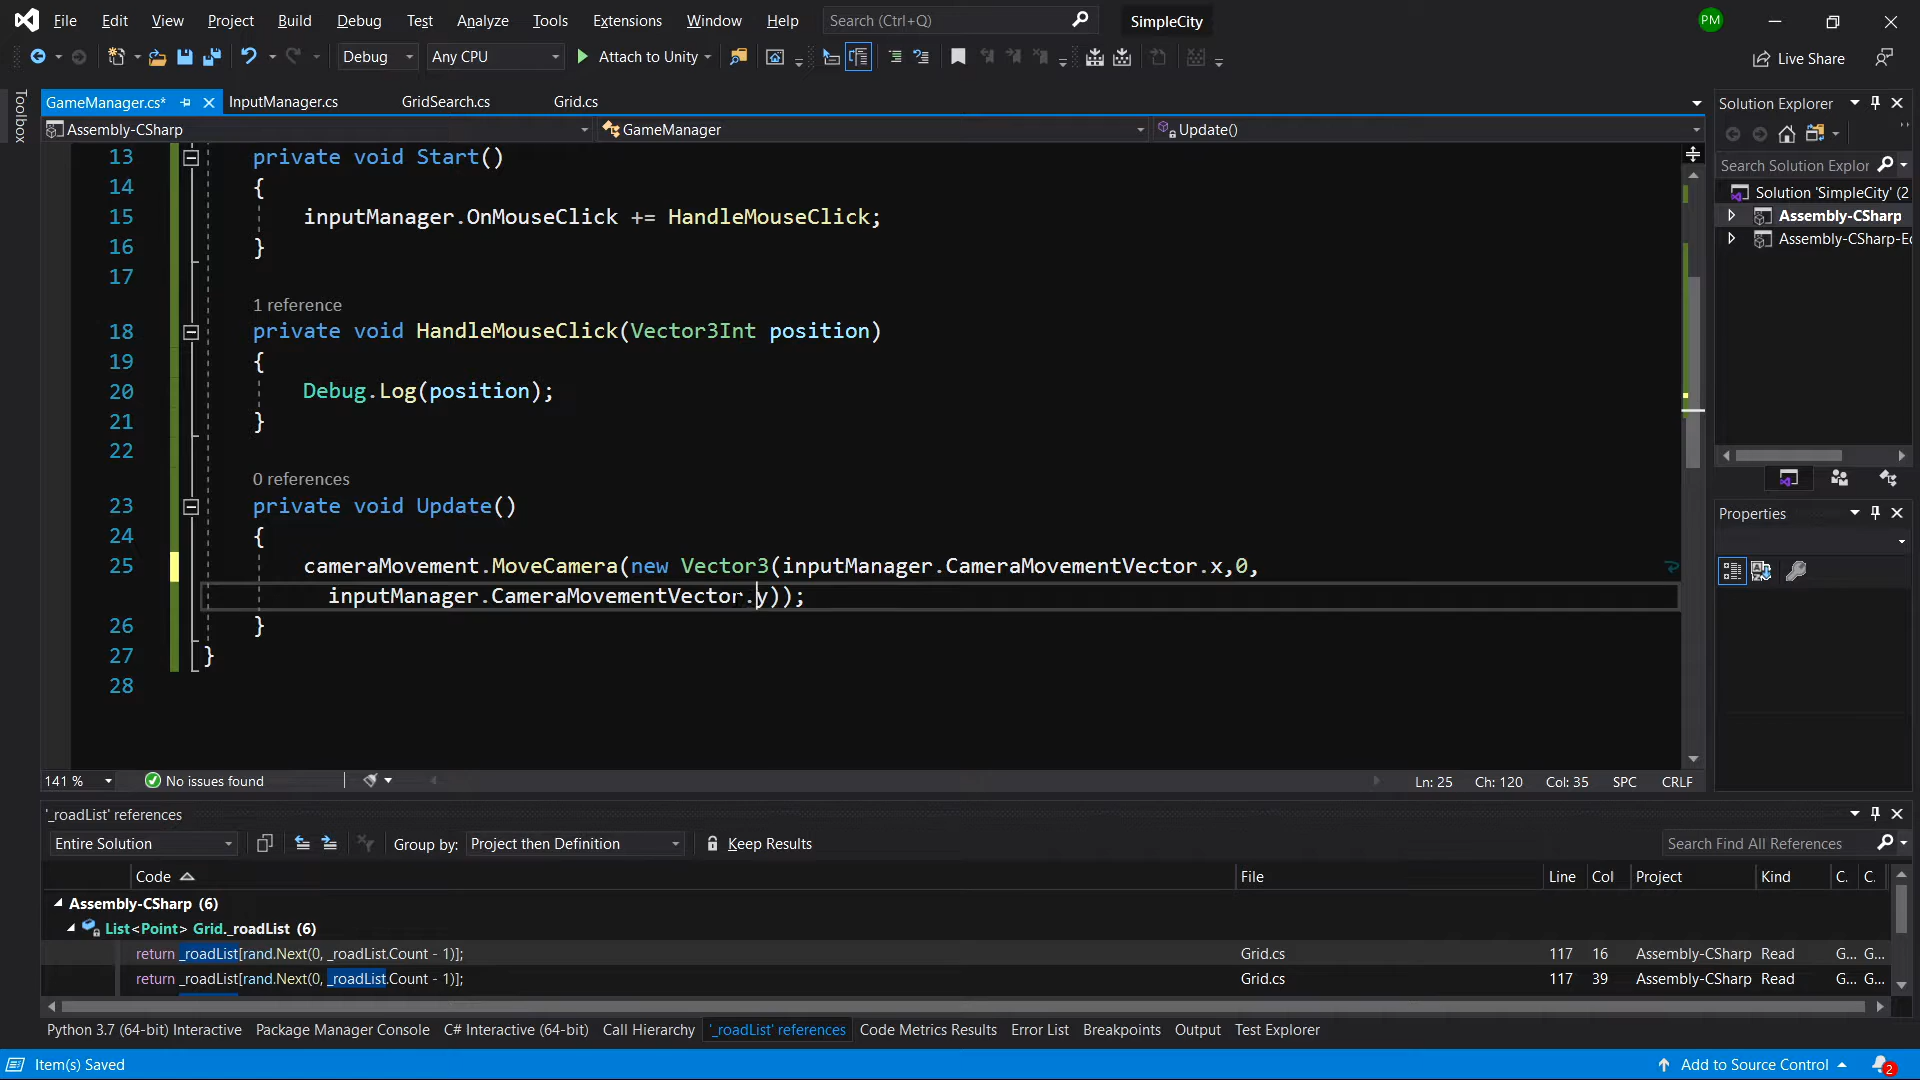 File Edit View Project Build Debug Test Analyze Tools Extensions Window Help Search (Ctrl+Q) SimpleCity PM
Debug Any CPU Attach to Unity Live Share
Toolbox
GameManager.cs* InputManager.cs GridSearch.cs Grid.cs
Assembly-CSharp GameManager Update()
13 private void Start()
14 {
15 inputManager.OnMouseClick += HandleMouseClick;
16 }
17
1 reference
18 private void HandleMouseClick(Vector3Int position)
19 {
20 Debug.Log(position);
21 }
22
0 references
23 private void Update()
24 {
25 cameraMovement.MoveCamera(new Vector3(inputManager.CameraMovementVector.x,0,
inputManager.CameraMovementVector.y));
26 }
27 }
28
141 % No issues found Ln: 25 Ch: 120 Col: 35 SPC CRLF
Solution Explorer
Search Solution Explor
Solution 'SimpleCity' (2
Assembly-CSharp
Assembly-CSharp-Ec
Properties
'_roadList' references
Entire Solution Group by: Project then Definition Keep Results Search Find All References
Code File Line Col Project Kind C. C.
Assembly-CSharp (6)
List<Point> Grid._roadList (6)
return _roadList[rand.Next(0, _roadList.Count - 1)]; Grid.cs 117 16 Assembly-CSharp Read G... G...
return _roadList[rand.Next(0, _roadList.Count - 1)]; Grid.cs 117 39 Assembly-CSharp Read G... G...
Python 3.7 (64-bit) Interactive Package Manager Console C# Interactive (64-bit) Call Hierarchy '_roadList' references Code Metrics Results Error List Breakpoints Output Test Explorer
Item(s) Saved Add to Source Control 2